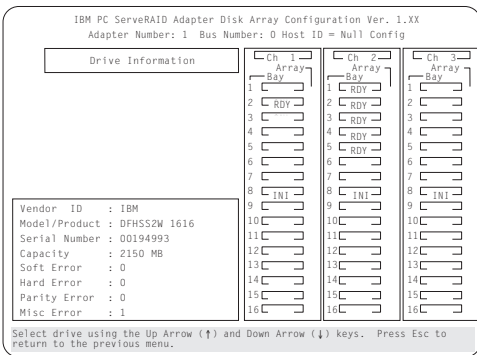 IBM PC ServeRAID Adapter Disk Array Configuration Ver. 1.XX
Adapter Number: 1 Bus Number: 0 Host ID = Null Config
Drive Information
Ch 1 Ch 2 Ch 3
Array Array Array
Bay Bay Bay
1 1 RDY 1
2 RDY 2 RDY 2
3 3 RDY 3
4 4 RDY 4
5 5 RDY 5
6 6 6
7 7 7
8 INI 8 INI 8 INI
9 9 9
10 10 10
11 11 11
12 12 12
13 13 13
14 14 14
15 15 15
16 16 16
Vendor ID : IBM
Model/Product : DFHSS2W 1616
Serial Number : 00194993
Capacity : 2150 MB
Soft Error : 0
Hard Error : 0
Parity Error : 0
Misc Error : 1
Select drive using the Up Arrow (↑) and Down Arrow (↓) keys. Press Esc to
return to the previous menu.